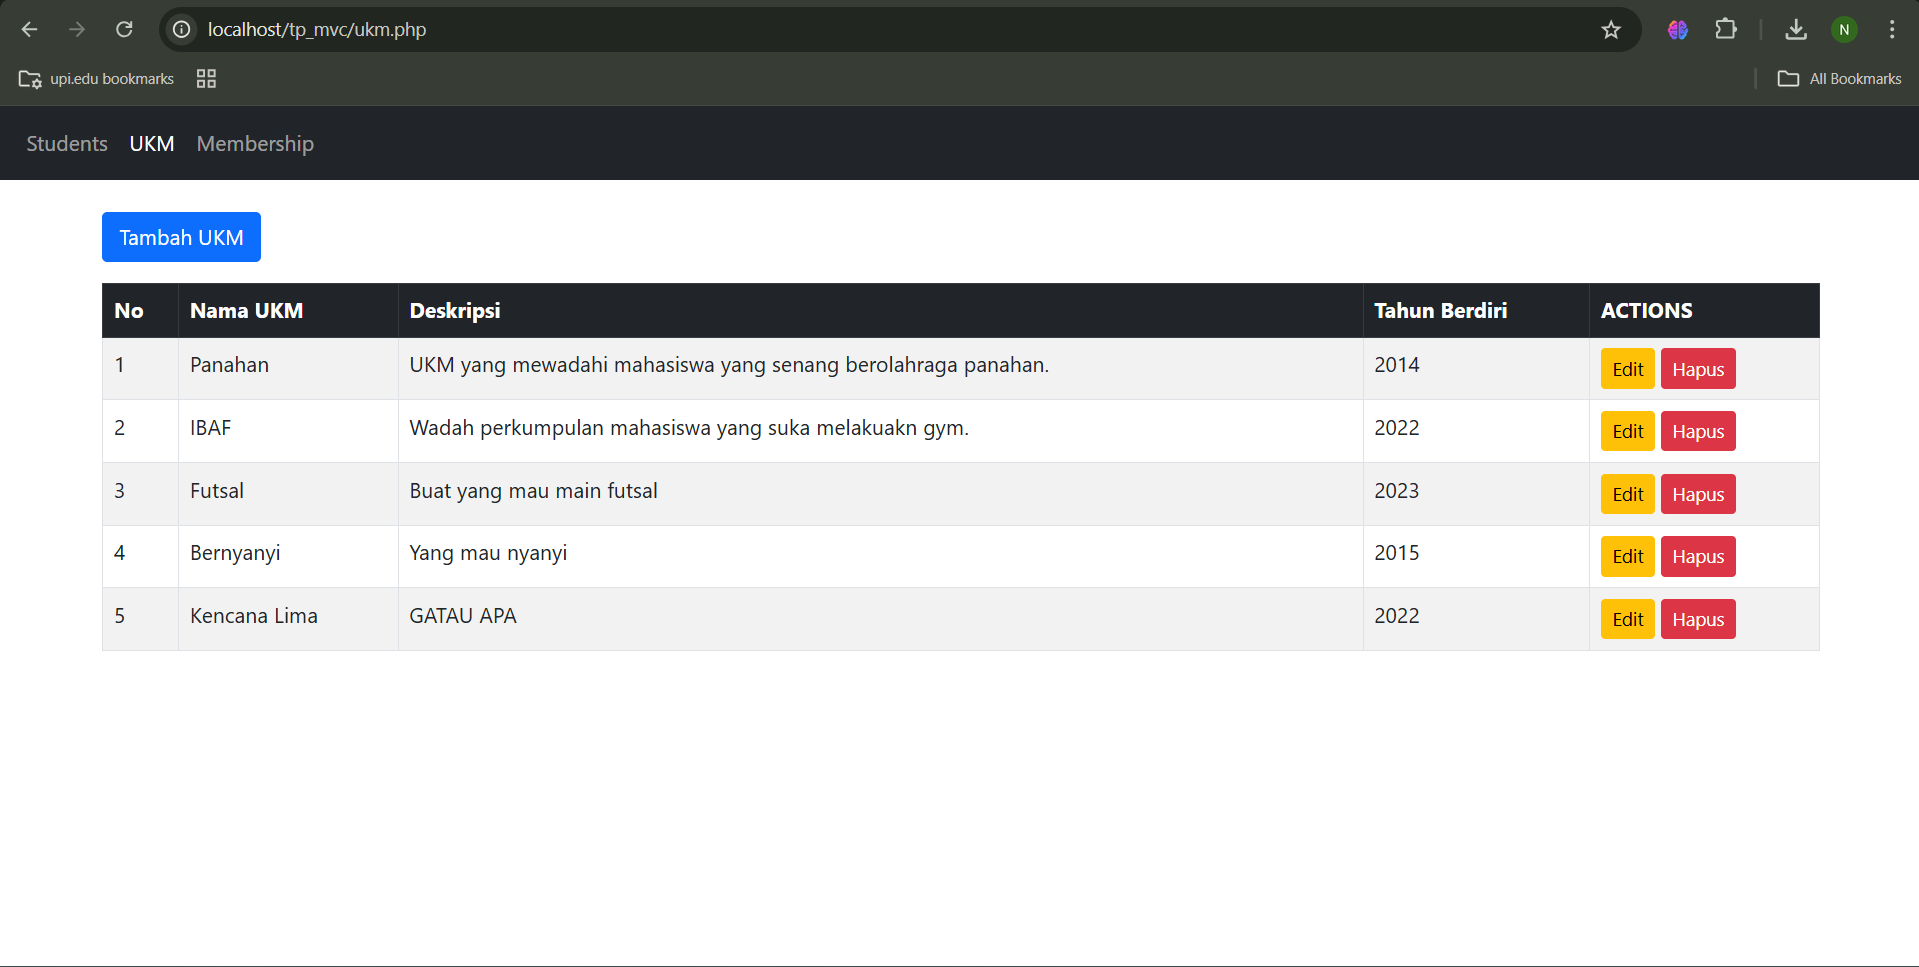 localhost/tp_mvc/ukm.php
N
upi.edu bookmarks
All Bookmarks
Students UKM Membership
Tambah UKM
No Nama UKM Deskripsi Tahun Berdiri ACTIONS
1 Panahan UKM yang mewadahi mahasiswa yang senang berolahraga panahan. 2014 Edit Hapus
2 IBAF Wadah perkumpulan mahasiswa yang suka melakuakn gym. 2022 Edit Hapus
3 Futsal Buat yang mau main futsal 2023 Edit Hapus
4 Bernyanyi Yang mau nyanyi 2015 Edit Hapus
5 Kencana Lima GATAU APA 2022 Edit Hapus